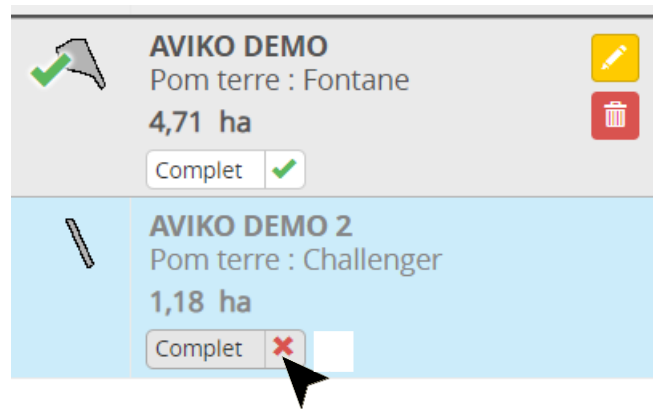 AVIKO DEMO
Pom terre : Fontane
4,71 ha
Complet
AVIKO DEMO 2
Pom terre : Challenger
1,18 ha
Complet